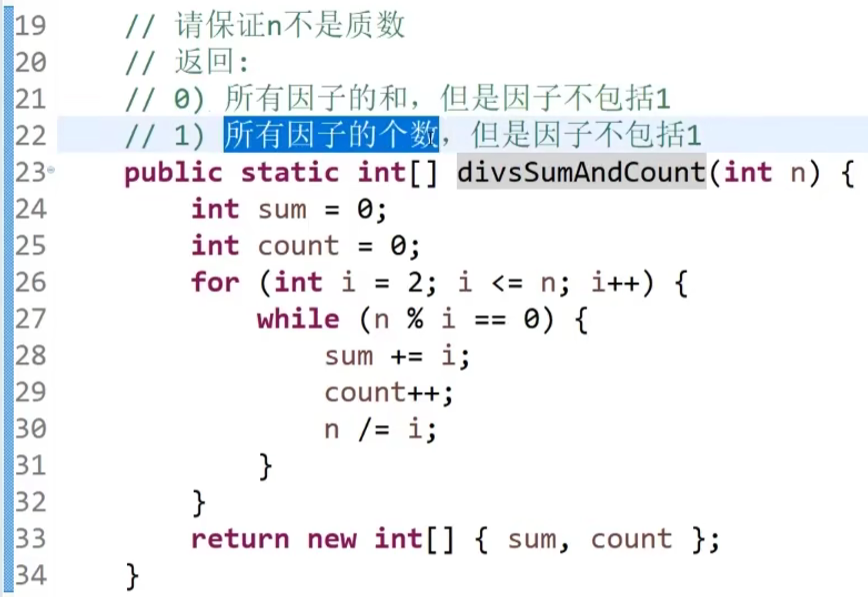 19 // 请保证n不是质数
20 // 返回:
21 // 0) 所有因子的和，但是因子不包括1
22 // 1) 所有因子的个数，但是因子不包括1
23 public static int[] divsSumAndCount(int n) {
24 int sum = 0;
25 int count = 0;
26 for (int i = 2; i <= n; i++) {
27 while (n % i == 0) {
28 sum += i;
29 count++;
30 n /= i;
31 }
32 }
33 return new int[] { sum, count };
34 }